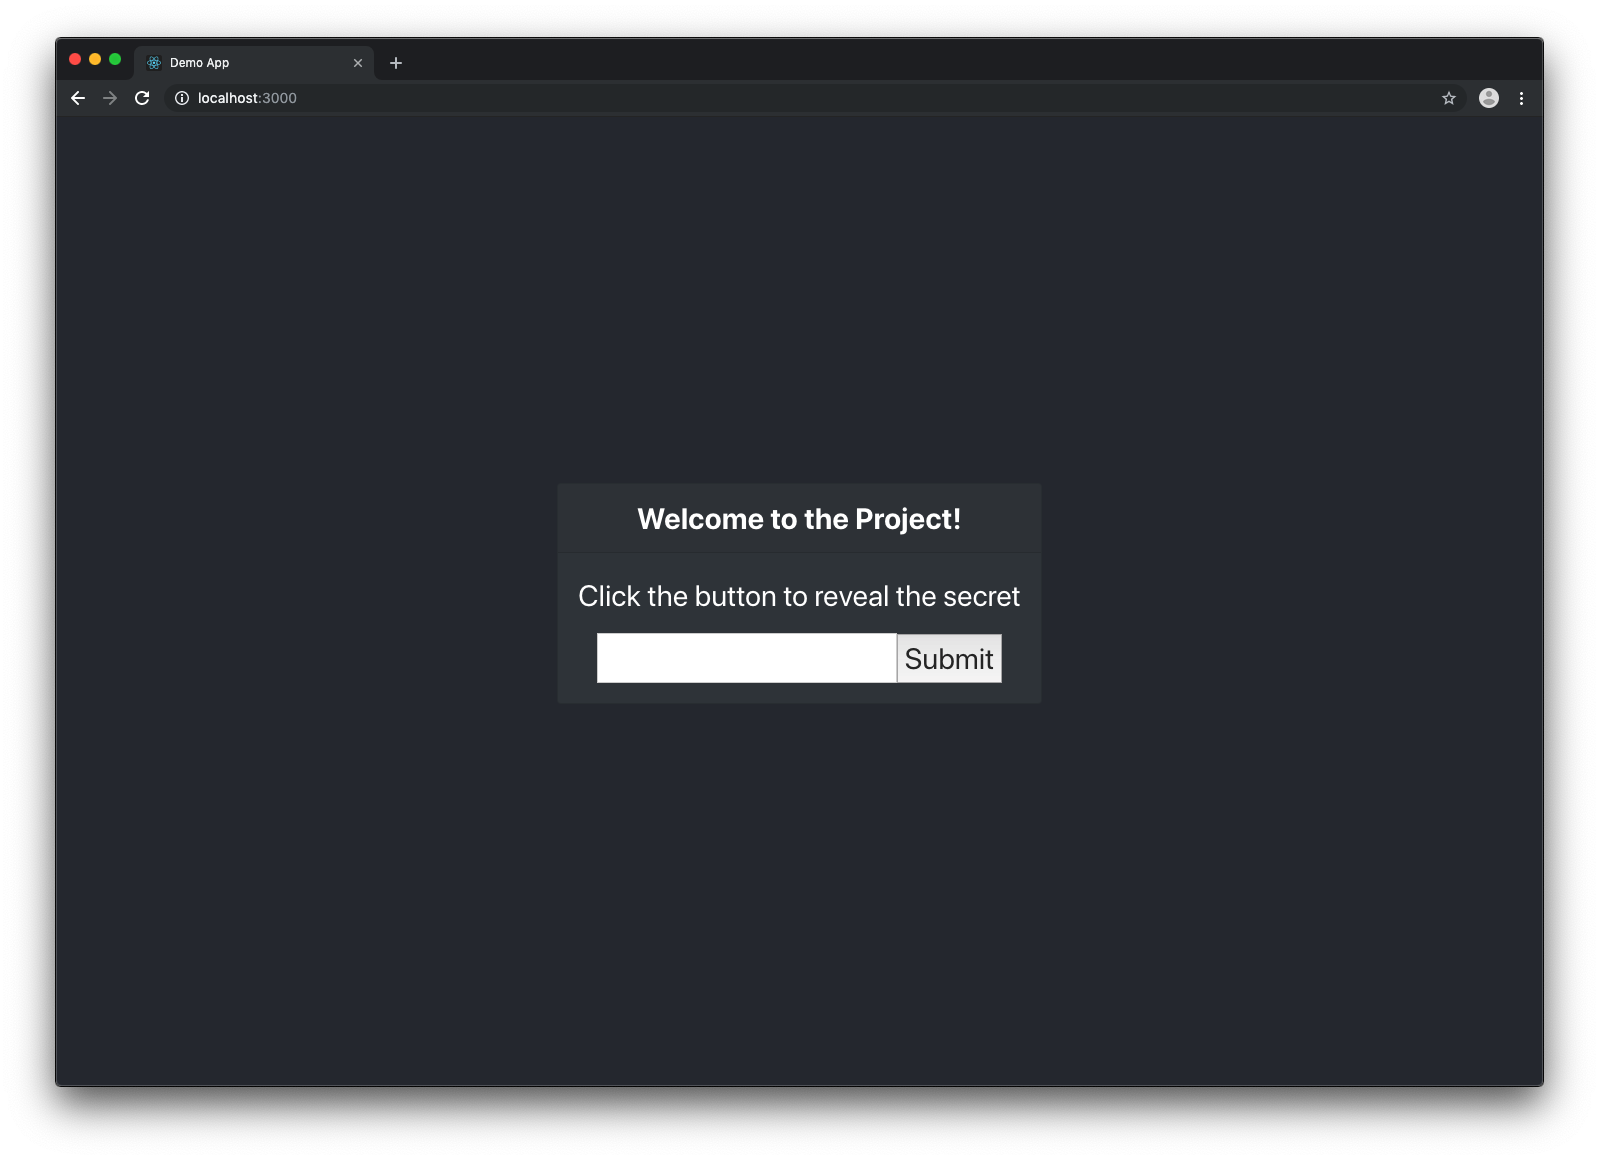 Demo App
localhost:3000
Welcome to the Project!
Click the button to reveal the secret
Submit